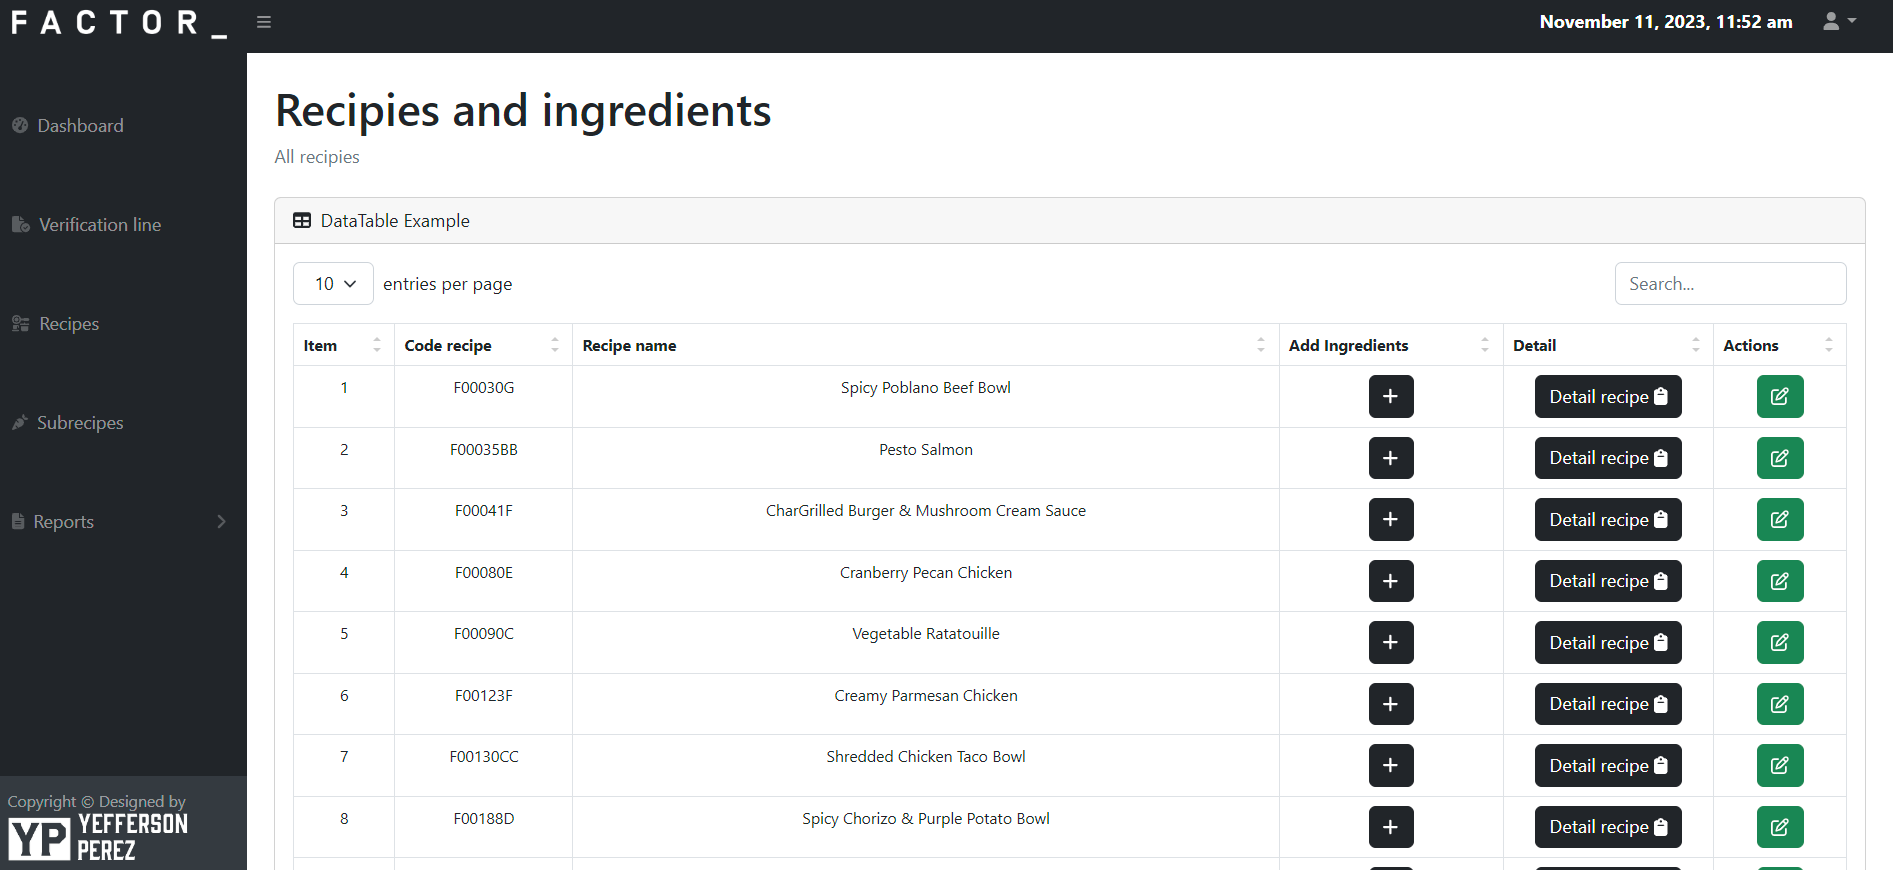 FACTOR_
November 11, 2023, 11:52 am
Dashboard
Verification line
Recipes
Subrecipes
Reports
Copyright © Designed by
YP YEFFERSON
PEREZ
Recipies and ingredients
All recipies
DataTable Example
10 entries per page
Search...
Item Code recipe Recipe name Add Ingredients Detail Actions
1 F00030G Spicy Poblano Beef Bowl + Detail recipe
2 F00035BB Pesto Salmon + Detail recipe
3 F00041F CharGrilled Burger & Mushroom Cream Sauce + Detail recipe
4 F00080E Cranberry Pecan Chicken + Detail recipe
5 F00090C Vegetable Ratatouille + Detail recipe
6 F00123F Creamy Parmesan Chicken + Detail recipe
7 F00130CC Shredded Chicken Taco Bowl + Detail recipe
8 F00188D Spicy Chorizo & Purple Potato Bowl + Detail recipe